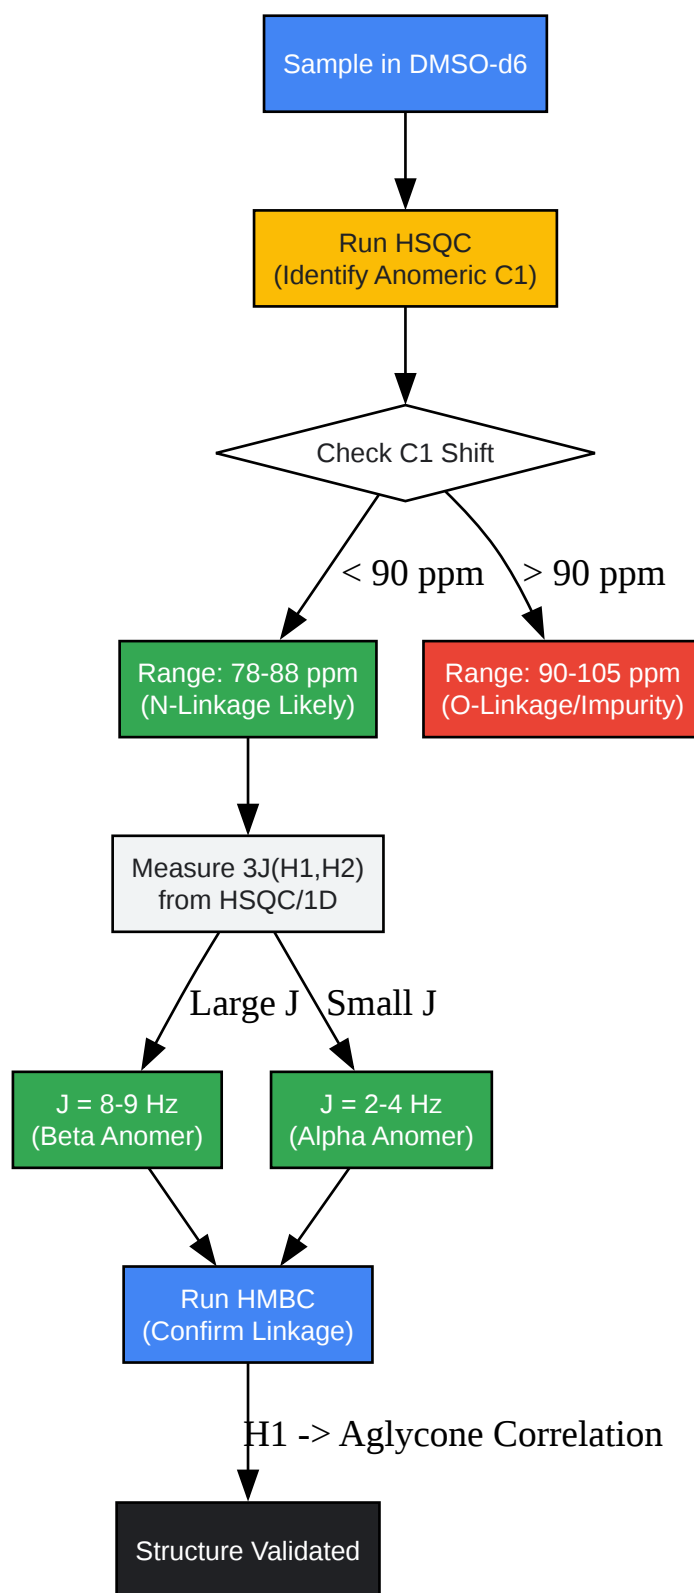 Sample in DMSO-d6
Run HSQC
(Identify Anomeric C1)
Check C1 Shift
< 90 ppm
> 90 ppm
Range: 78-88 ppm
(N-Linkage Likely)
Range: 90-105 ppm
(O-Linkage/Impurity)
Measure 3J(H1,H2)
from HSQC/1D
Large J
Small J
J = 8-9 Hz
(Beta Anomer)
J = 2-4 Hz
(Alpha Anomer)
Run HMBC
(Confirm Linkage)
H1 -> Aglycone Correlation
Structure Validated